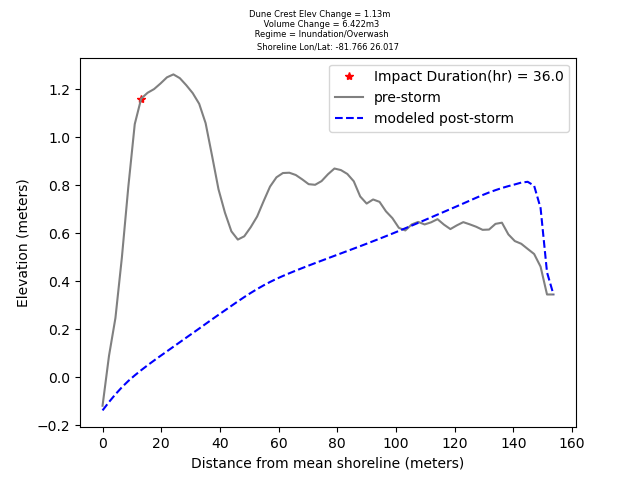 Dune Crest Elev Change = 1.13m
Volume Change = 6.422m3
Regime = Inundation/Overwash
Shoreline Lon/Lat: -81.766 26.017
Impact Duration(hr) = 36.0
pre-storm
modeled post-storm
Elevation (meters)
1.2
1.0
0.8
0.6
0.4
0.2
0.0
−0.2
0 20 40 60 80 100 120 140 160
Distance from mean shoreline (meters)